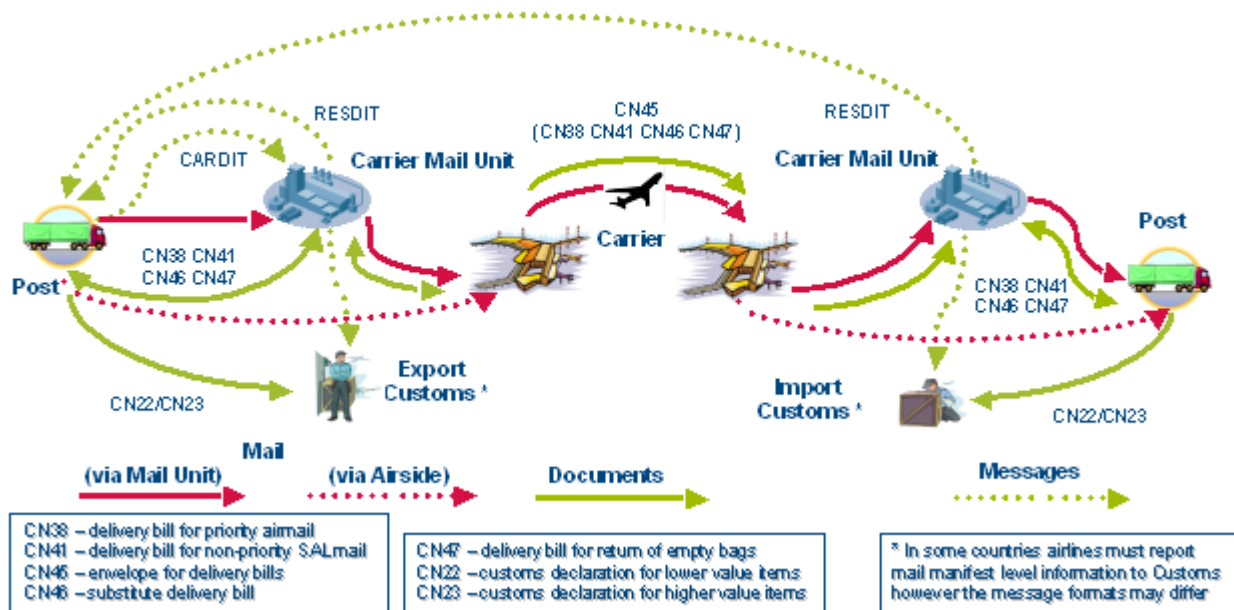 RESDIT
CN45
(CN38 CN41 CN46 CN47)
RESDIT
CARDIT
Carrier Mail Unit
Carrier Mail Unit
Carrier
Post
CN38 CN41
CN46 CN47
Post
CN38 CN41
CN46 CN47
Export
Customs *
Import
Customs *
CN22/CN23
CN22/CN23
Mail
(via Mail Unit)
(via Airside)
Documents
Messages
CN38 – delivery bill for priority airmail
CN41 – delivery bill for non-priority SALmail
CN45 – envelope for delivery bills
CN46 – substitute delivery bill
CN47 – delivery bill for return of empty bags
CN22 – customs declaration for lower value items
CN23 – customs declaration for higher value items
* In some countries airlines must report
mail manifest level information to Customs
however the message formats may differ